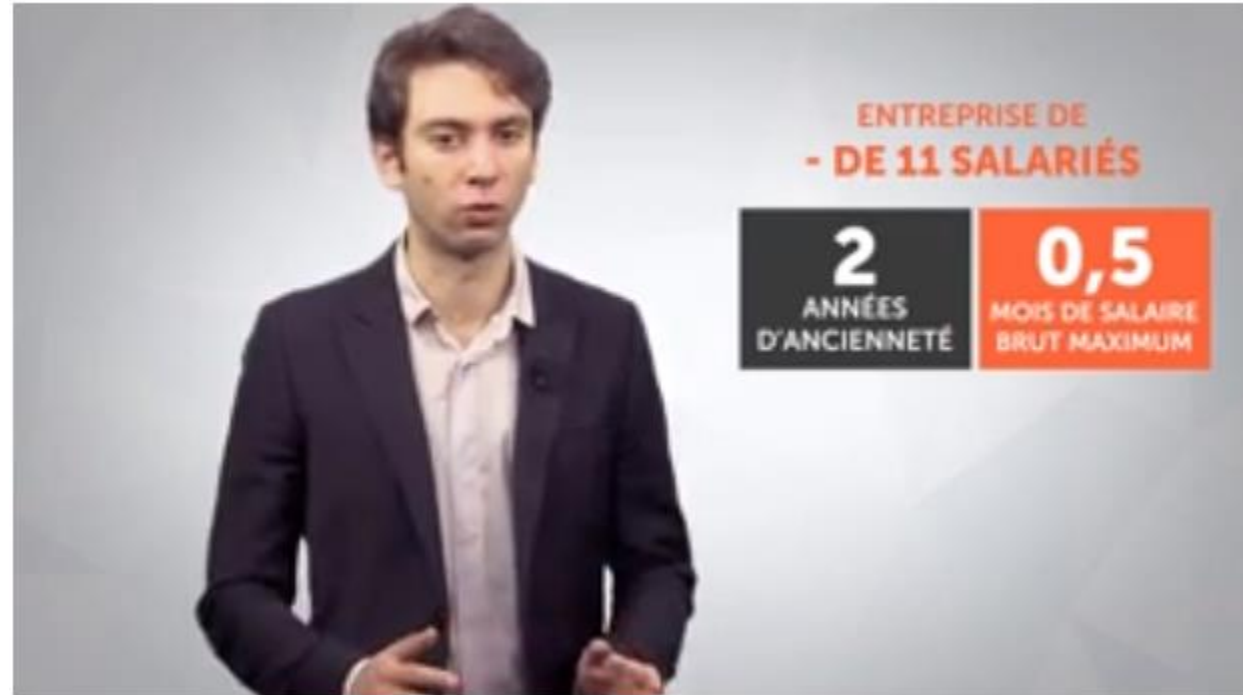 ENTREPRISE DE
- DE 11 SALARIÉS
2
ANNÉES
D'ANCIENNETÉ
0,5
MOIS DE SALAIRE
BRUT MAXIMUM